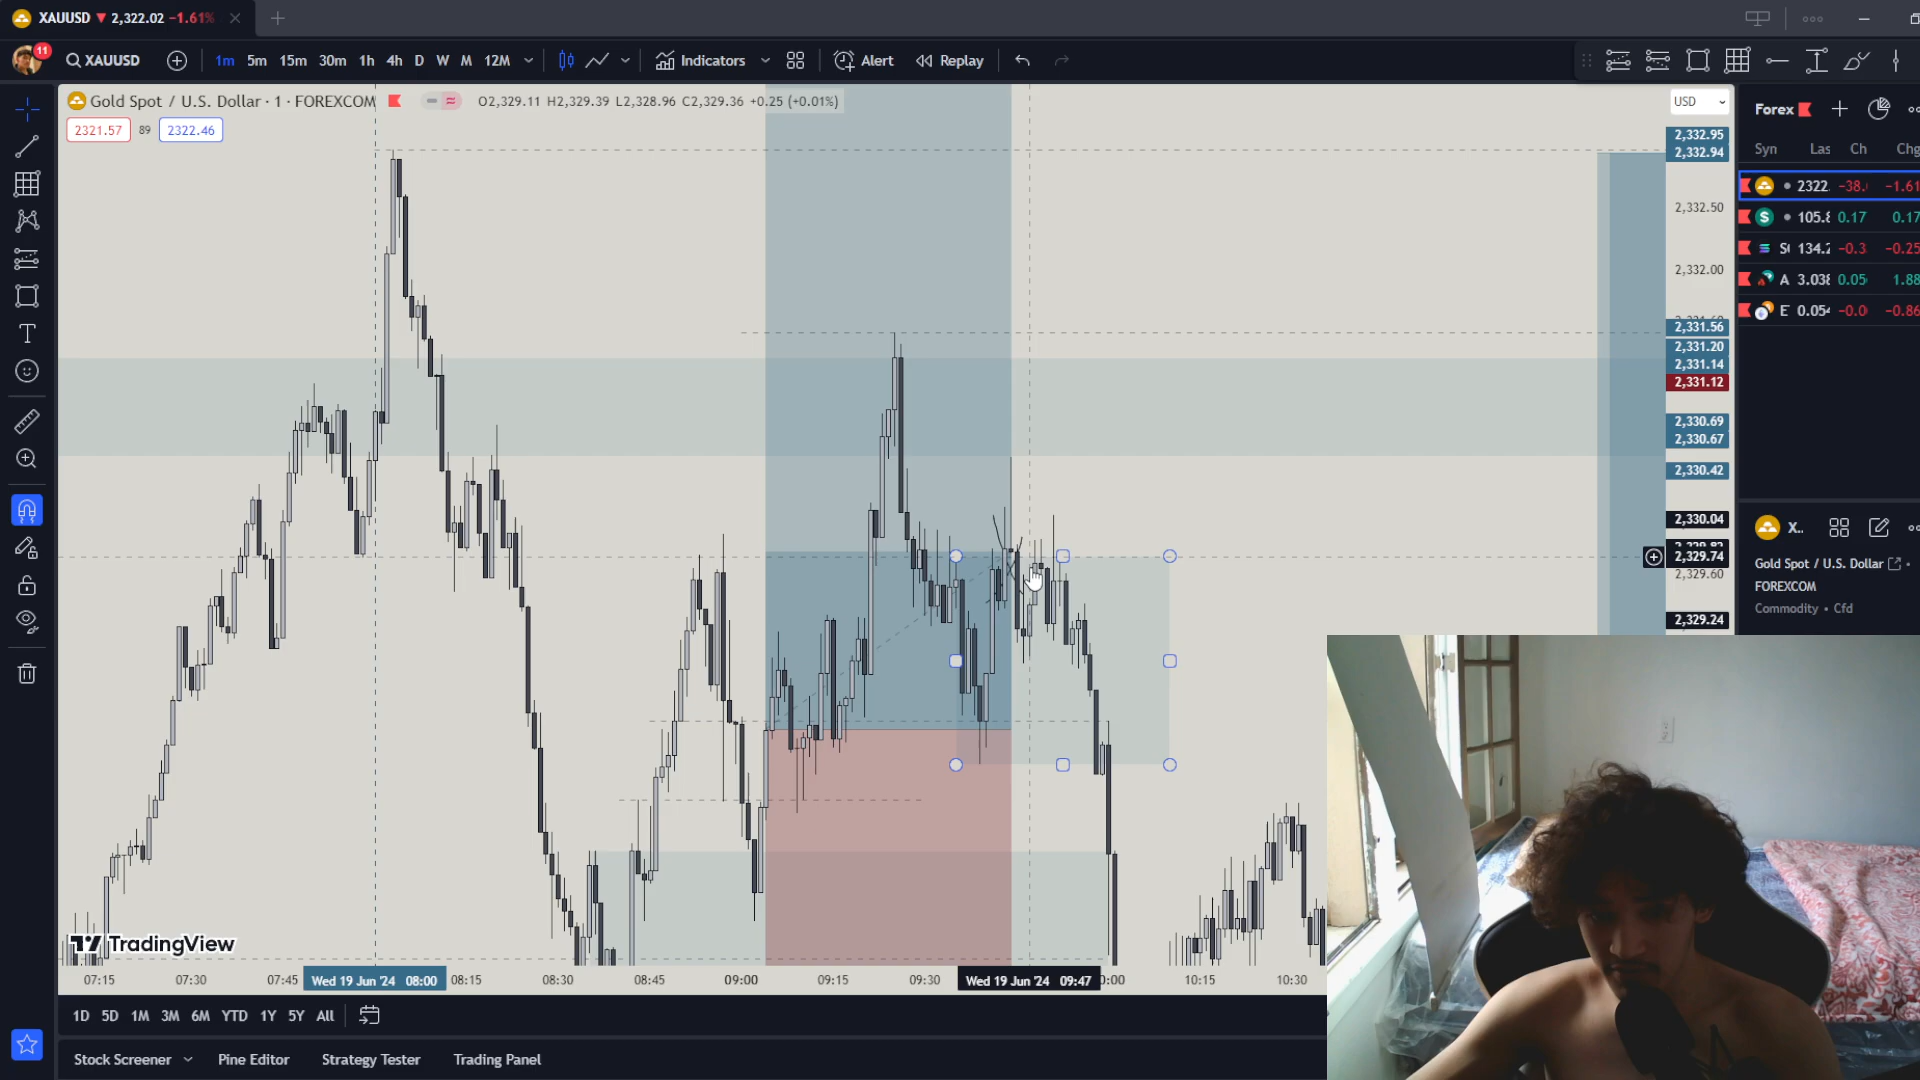 XAUUSD ▼ 2,322.02 −1.61%
11
XAUUSD
1m 5m 15m 30m 1h 4h D W M 12M
Indicators
Alert
Replay
Gold Spot / U.S. Dollar · 1 · FOREXCOM
O2,329.11 H2,329.39 L2,328.96 C2,329.36 +0.25 (+0.01%)
2321.57 89 2322.46
USD
2,332.95
2,332.94
2,332.50
2,332.00
2,331.56
2,331.20
2,331.14
2,331.12
2,330.69
2,330.67
2,330.42
2,330.04
2,329.74
2,329.60
2,329.24
Forex
Syn Las Ch Chg
2322. −38. −1.61
105.8 0.17 0.17
134.2 −0.3 −0.25
A 3.038 0.05 1.88
E 0.054 −0.0 −0.86
X..
Gold Spot / U.S. Dollar
FOREXCOM
Commodity • Cfd
TradingView
07:15 07:30 07:45 Wed 19 Jun '24 08:00 08:15 08:30 08:45 09:00 09:15 09:30 Wed 19 Jun '24 09:47 0:00 10:15 10:30
1D 5D 1M 3M 6M YTD 1Y 5Y All
Stock Screener Pine Editor Strategy Tester Trading Panel